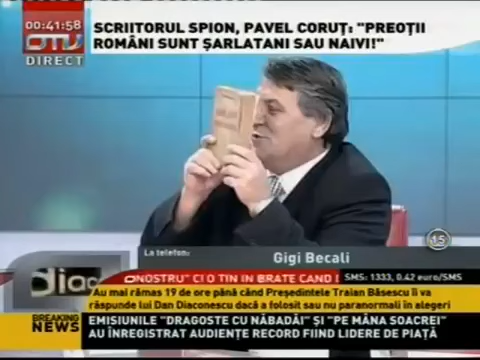 00:41:58
OTV
DIRECT
SCRIITORUL SPION, PAVEL CORUȚ: "PREOȚII
ROMÂNI SUNT ȘARLATANI SAU NAIVI!"
15
La telefon:
Gigi Becali
diac
ONOSTRU" CI O TIN IN BRATE CAND I
SMS: 1333, 0.42 euro/SMS
Au mai rămas 19 de ore până când Președintele Traian Băsescu îi va
răspunde lui Dan Diaconescu dacă a folosit sau nu paranormali în alegeri
BREAKING
NEWS
EMISIUNILE "DRAGOSTE CU NĂBĂDĂI" ȘI "PE MÂNA SOACREI"
AU ÎNREGISTRAT AUDIENȚE RECORD FIIND LIDERE DE PIAȚĂ